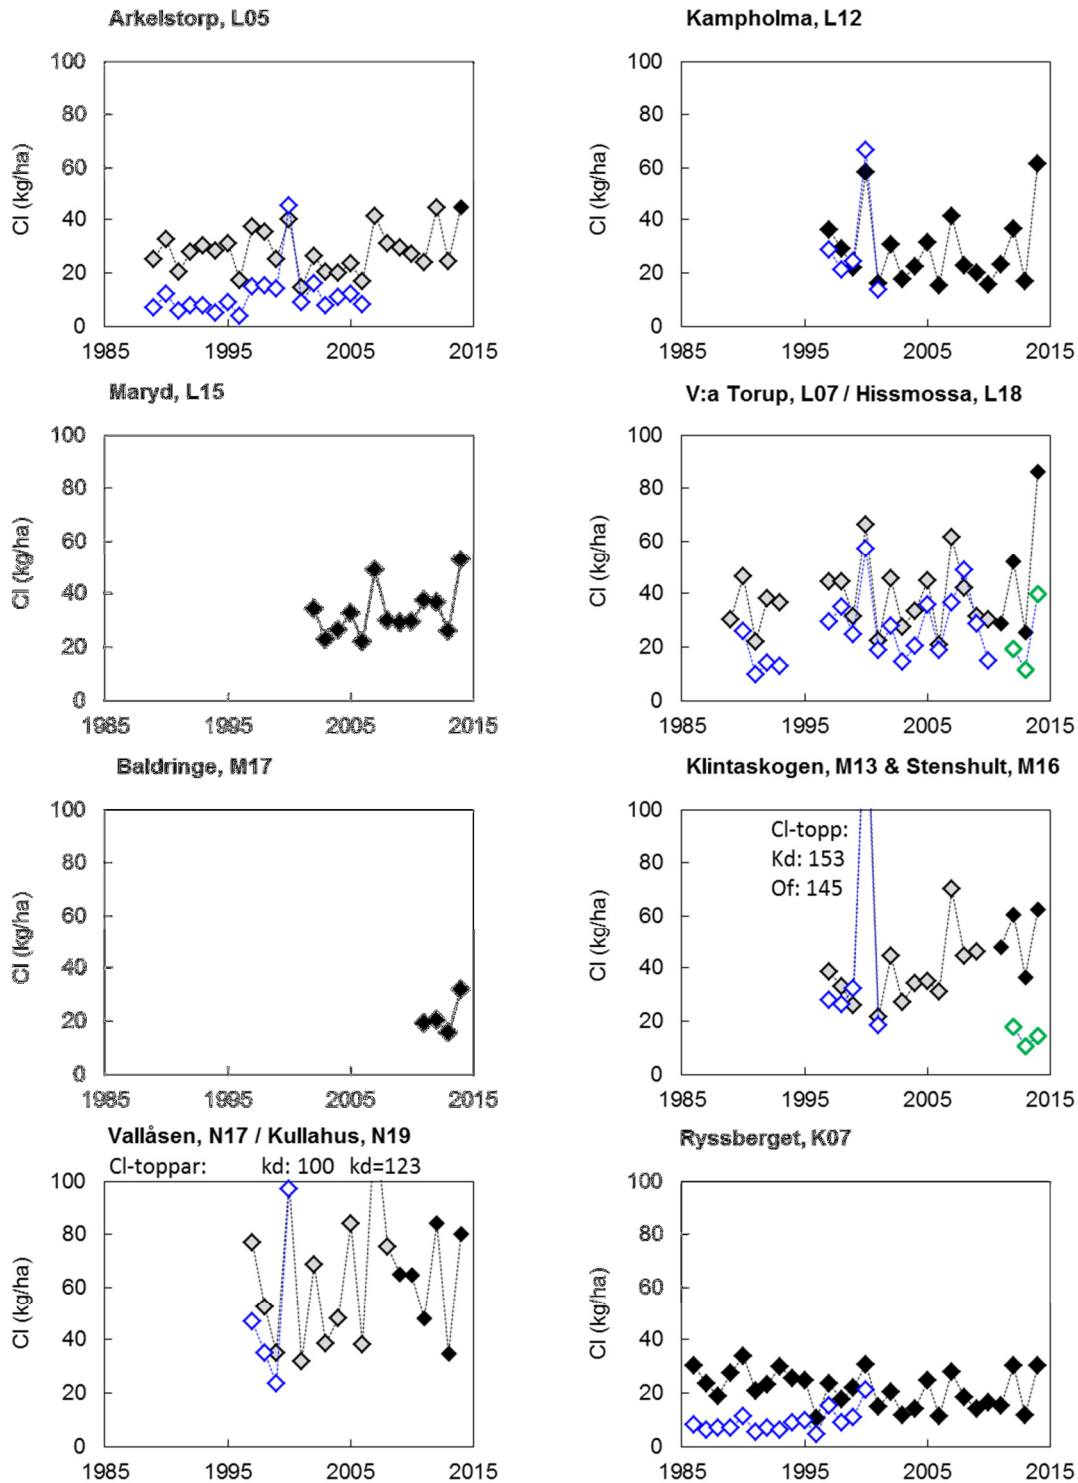 Arkelstorp, L05
100
80
60
40
20
0
Cl (kg/ha)
1985 1995 2005 2015
Kampholma, L12
100
80
60
40
20
0
Cl (kg/ha)
1985 1995 2005 2015
Maryd, L15
100
80
60
40
20
0
Cl (kg/ha)
1985 1995 2005 2015
V:a Torup, L07 / Hissmossa, L18
100
80
60
40
20
0
Cl (kg/ha)
1985 1995 2005 2015
Baldringe, M17
100
80
60
40
20
0
Cl (kg/ha)
1985 1995 2005 2015
Klintaskogen, M13 & Stenshult, M16
100
80
60
40
20
0
Cl (kg/ha)
Cl-topp:
Kd: 153
Of: 145
1985 1995 2005 2015
Vallåsen, N17 / Kullahus, N19
Cl-toppar: kd: 100 kd=123
100
80
60
40
20
0
Cl (kg/ha)
1985 1995 2005 2015
Ryssberget, K07
100
80
60
40
20
0
Cl (kg/ha)
1985 1995 2005 2015